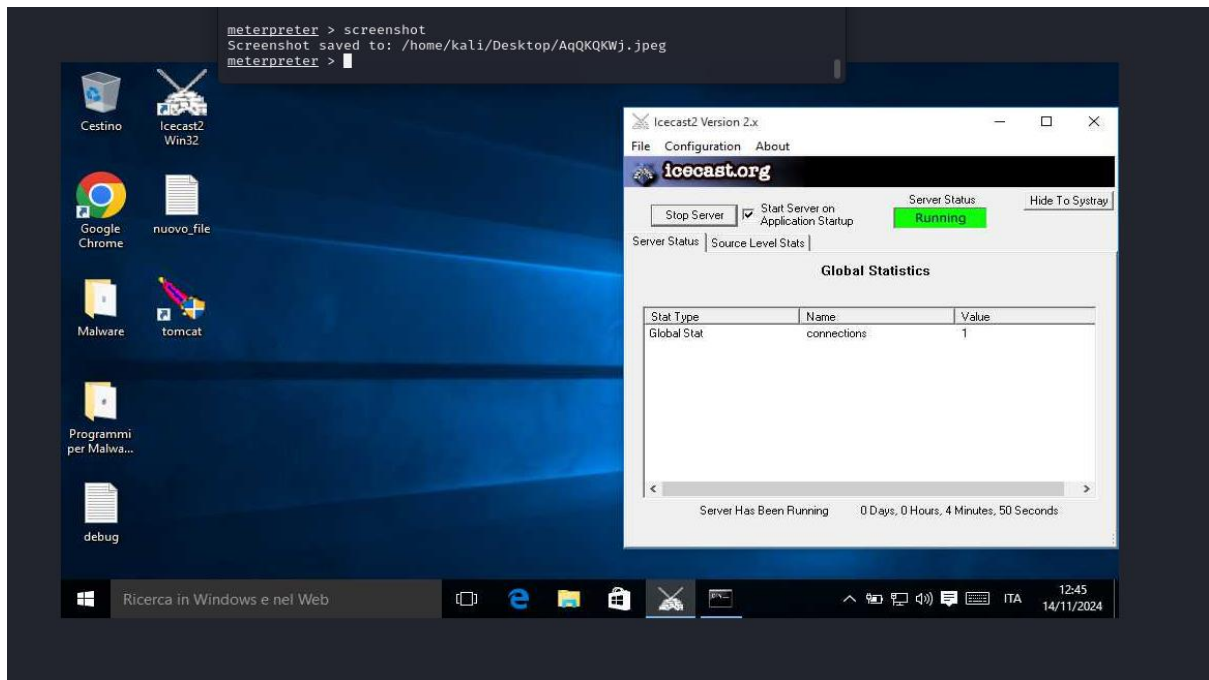 meterpreter > screenshot
Screenshot saved to: /home/kali/Desktop/AqQKQKWj.jpeg
meterpreter >
Cestino
Icecast2
Win32
Google
Chrome
nuovo_file
Malware
tomcat
Programmi
per Malwa...
debug
Icecast2 Version 2.x
File Configuration About
icecast.org
Stop Server
Start Server on
Application Startup
Server Status
Running
Hide To Systray
Server Status Source Level Stats
Global Statistics
Stat Type Name Value
Global Stat connections 1
Server Has Been Running 0 Days, 0 Hours, 4 Minutes, 50 Seconds
Ricerca in Windows e nel Web
ITA
12:45
14/11/2024